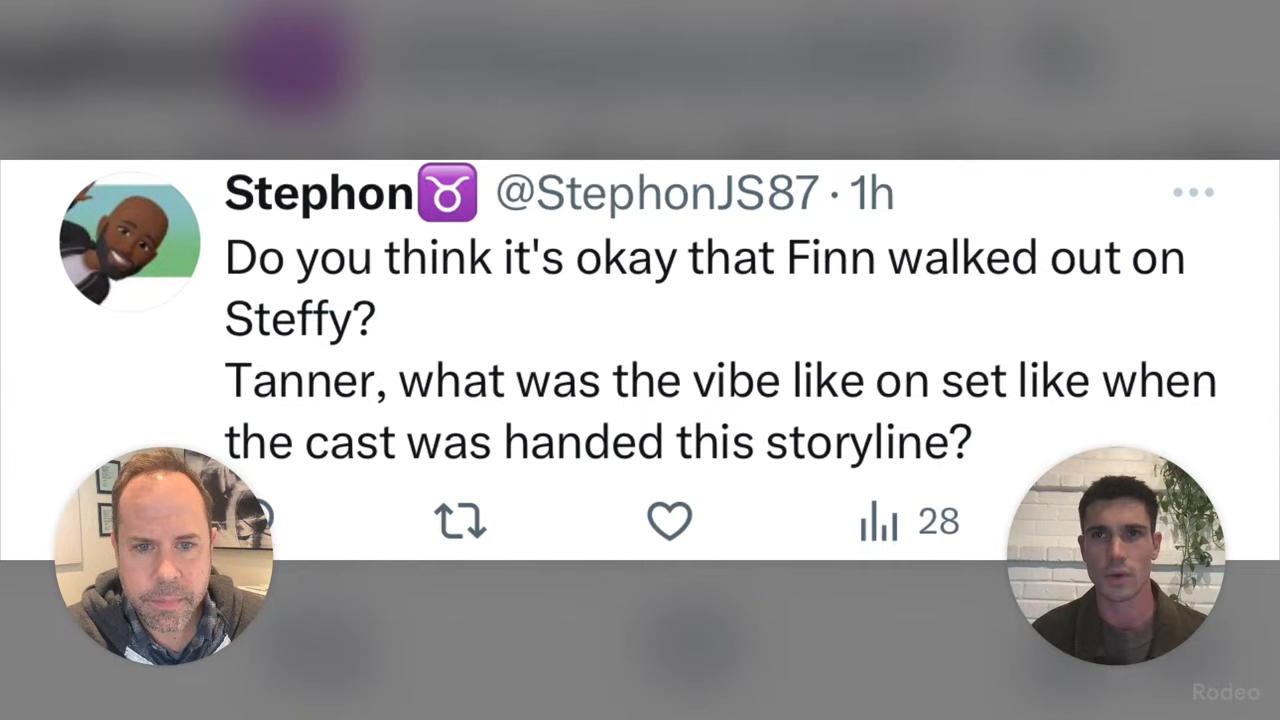 Stephon♉ @StephonJS87 · 1h
Do you think it's okay that Finn walked out on
Steffy?
Tanner, what was the vibe like on set like when
the cast was handed this storyline?
28
Rodeo